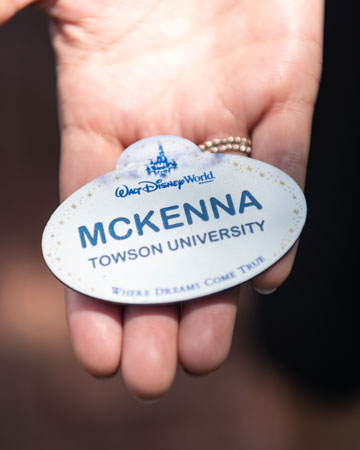 Walt Disney World
MCKENNA
TOWSON UNIVERSITY
WHERE DREAMS COME TRUE